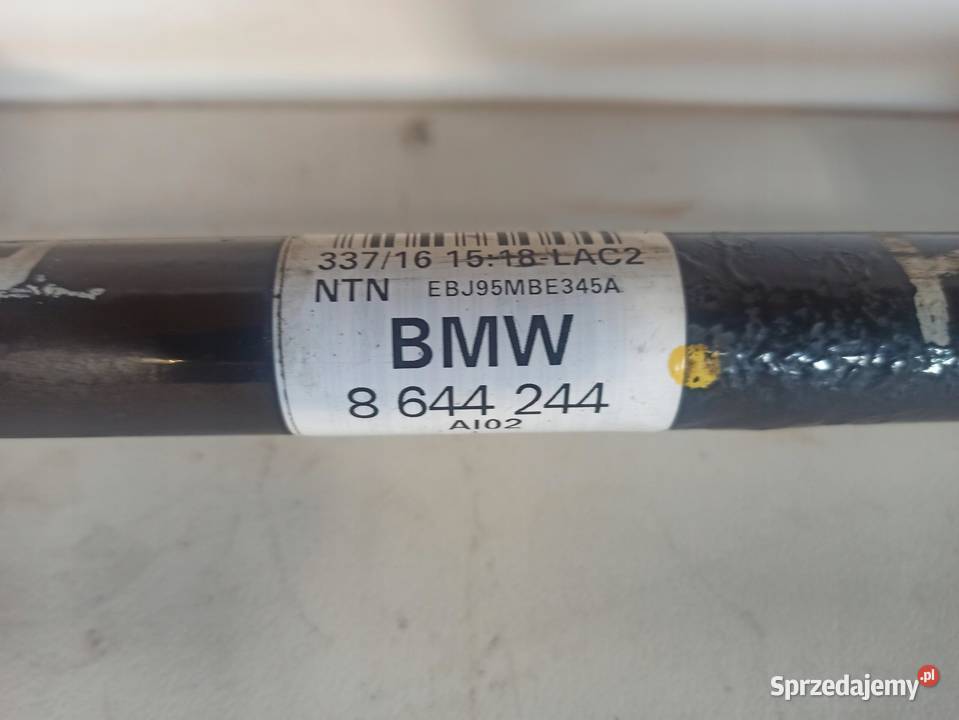 337/16 15:18-LAC2
NTN EBJ95MBE345A
BMW
8 644 244
AI02
Sprzedajemy.pl